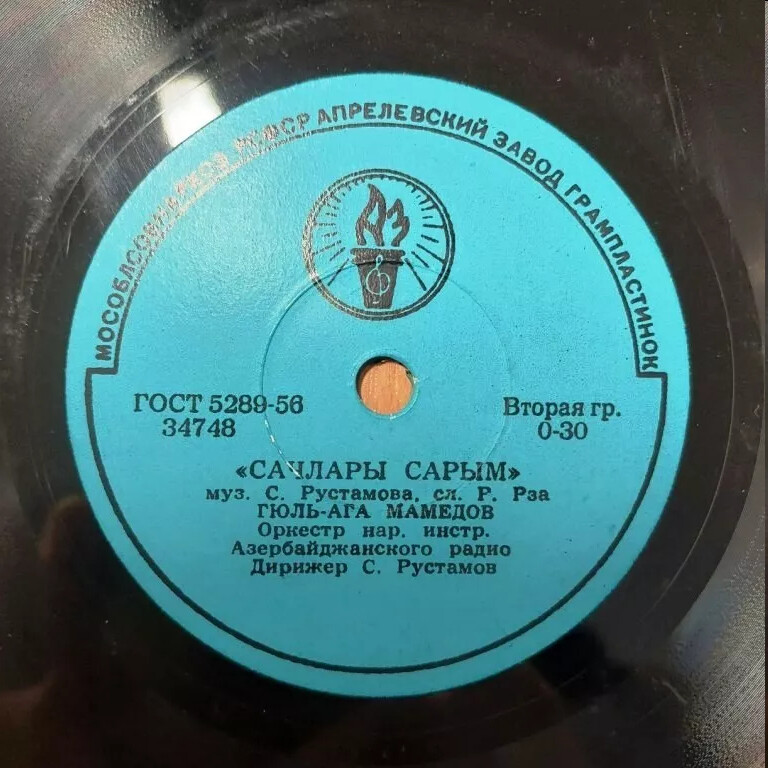 МОСОБЛСОВНАРХОЗ РСФСР АПРЕЛЕВСКИЙ ЗАВОД ГРАМПЛАСТИНОК
АЗ
ГОСТ 5289-56
34748
Вторая гр.
0-30
«САЧЛАРЫ САРЫМ»
муз. С. Рустамова, сл. Р. Рза
ГЮЛЬ-АГА МАМЕДОВ
Оркестр нар. инстр.
Азербайджанского радио
Дирижер С. Рустамов